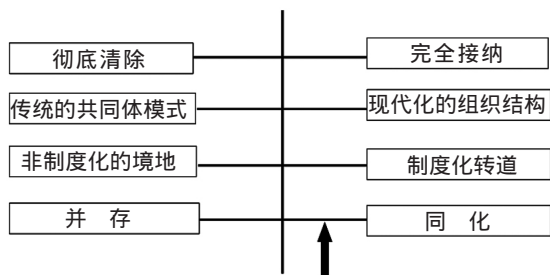 彻底清除
完全接纳
传统的共同体模式
现代化的组织结构
非制度化的境地
制度化转道
并 存
同 化